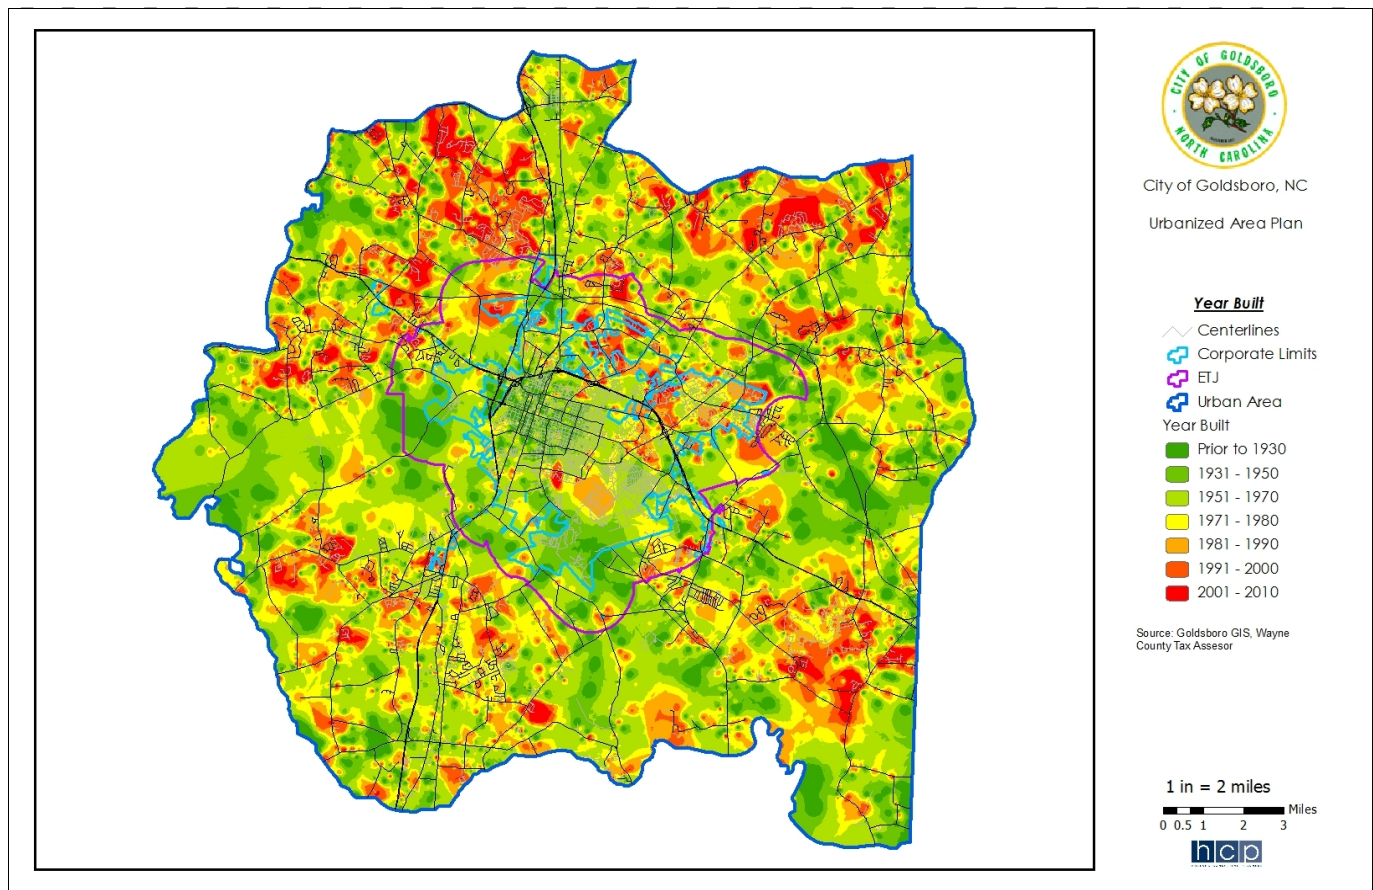 CITY OF GOLDSBORO
NORTH CAROLINA
City of Goldsboro, NC
Urbanized Area Plan
Year Built
Centerlines
Corporate Limits
ETJ
Urban Area
Year Built
Prior to 1930
1931 - 1950
1951 - 1970
1971 - 1980
1981 - 1990
1991 - 2000
2001 - 2010
Source: Goldsboro GIS, Wayne
County Tax Assesor
1 in = 2 miles
Miles
0 0.5 1 2 3
hcp